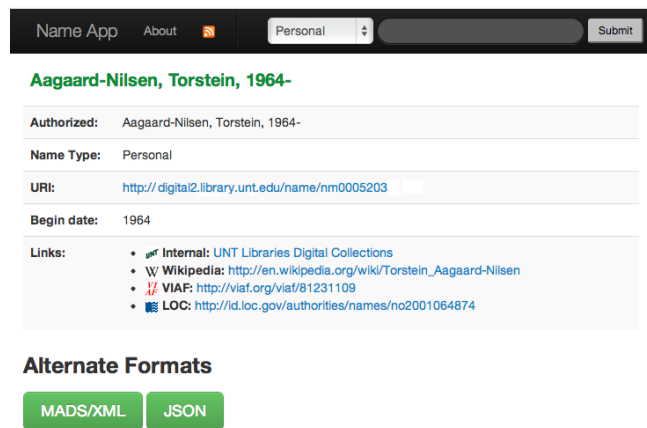 Name App About Personal Submit
Aagaard-Nilsen, Torstein, 1964-
Authorized: Aagaard-Nilsen, Torstein, 1964-
Name Type: Personal
URI: http://digital2.library.unt.edu/name/nm0005203
Begin date: 1964
Links: • UNT Internal: UNT Libraries Digital Collections
• W Wikipedia: http://en.wikipedia.org/wiki/Torstein_Aagaard-Nilsen
• VIAF VIAF: http://viaf.org/viaf/81231109
• LOC: http://id.loc.gov/authorities/names/no2001064874
Alternate Formats
MADS/XML JSON